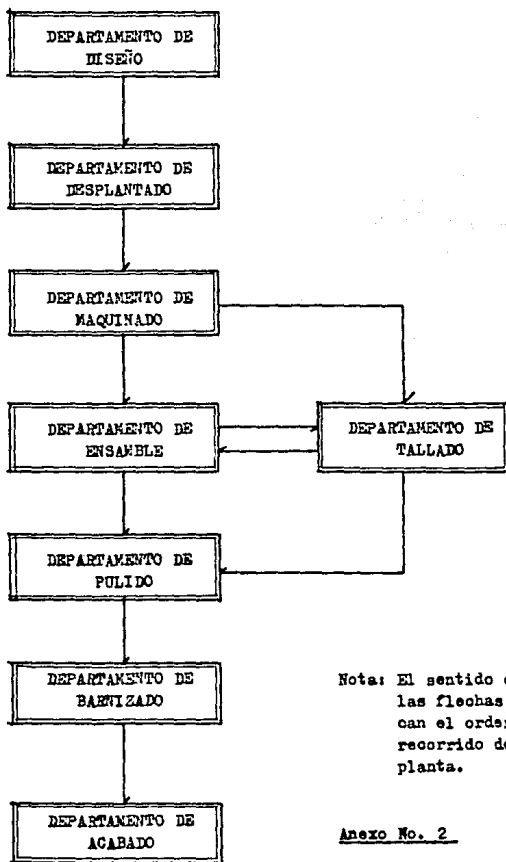 DEPARTAMENTO DE
DISEÑO
DEPARTAMENTO DE
DESPLANTADO
DEPARTAMENTO DE
MAQUINADO
DEPARTAMENTO DE
ENSAMBLE
DEPARTAMENTO DE
TALLADO
DEPARTAMENTO DE
PULIDO
DEPARTAMENTO DE
BARNIZADO
Nota: El sentido
las flechas
can el orde
recorrido de
planta.
DEPARTAMENTO DE
ACABADO
Anexo No. 2